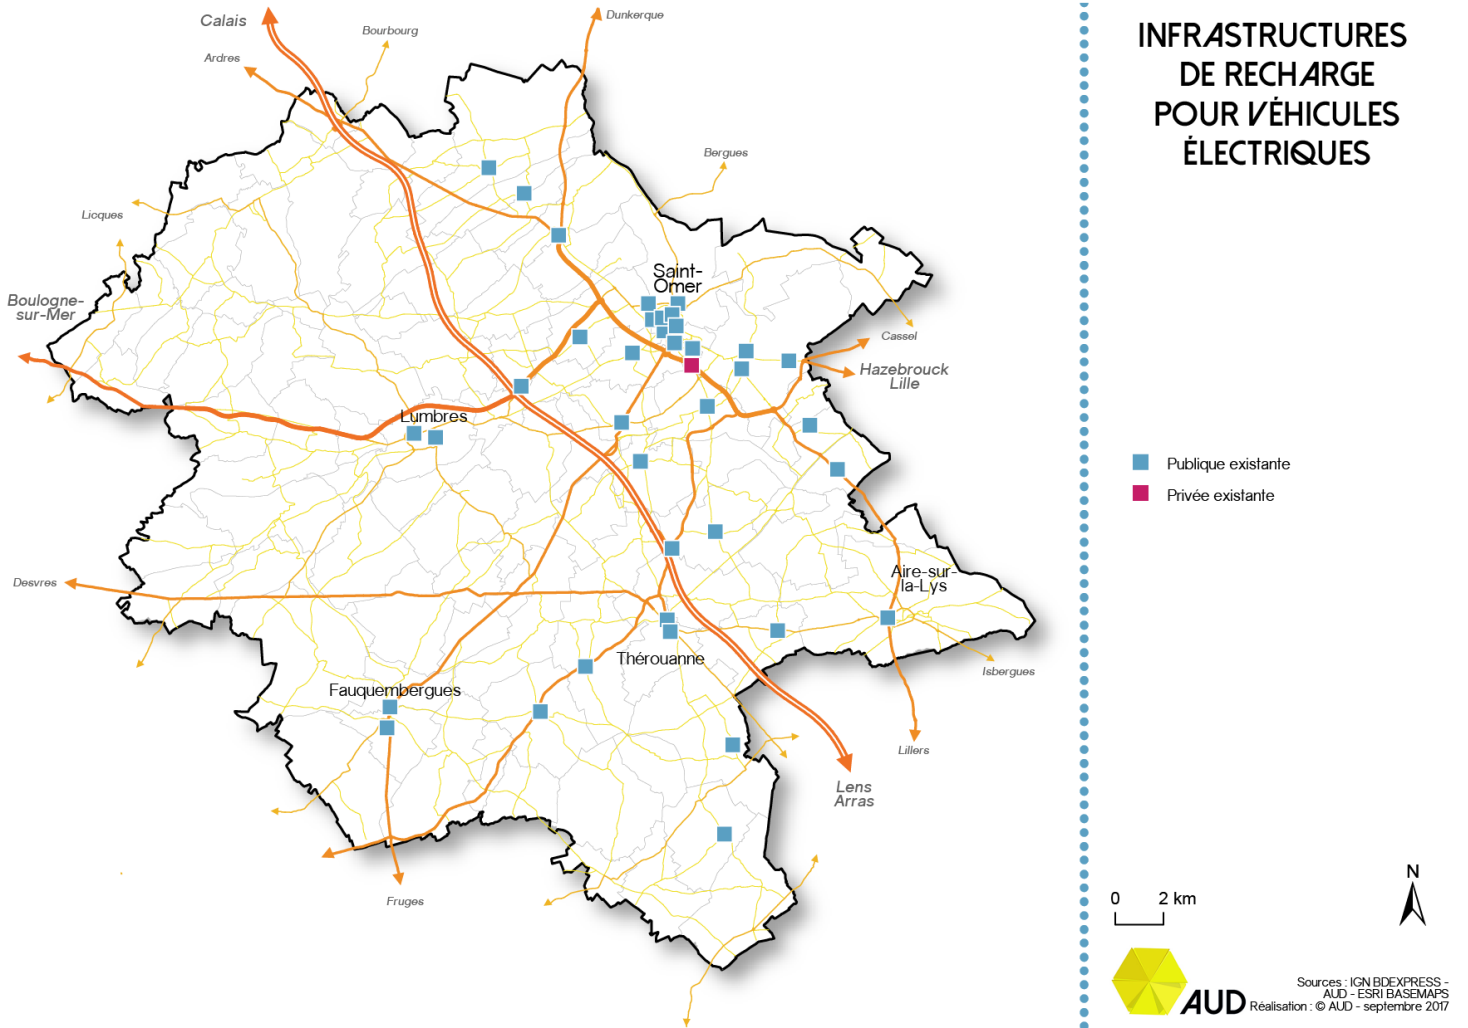 INFRASTRUCTURES
DE RECHARGE
POUR VÉHICULES
ÉLECTRIQUES
Calais
Bourbourg
Dunkerque
Ardres
Bergues
Licques
Saint-
Omer
Boulogne-
sur-Mer
Cassel
Hazebrouck
Lille
Lumbres
Publique existante
Privée existante
Desvres
Aire-sur-
la-Lys
Thérouanne
Isbergues
Fauquembergues
Lillers
Lens
Arras
Fruges
N
0 2 km
AUD
Sources : IGN BDEXPRESS -
AUD - ESRI BASEMAPS
Réalisation : © AUD - septembre 2017